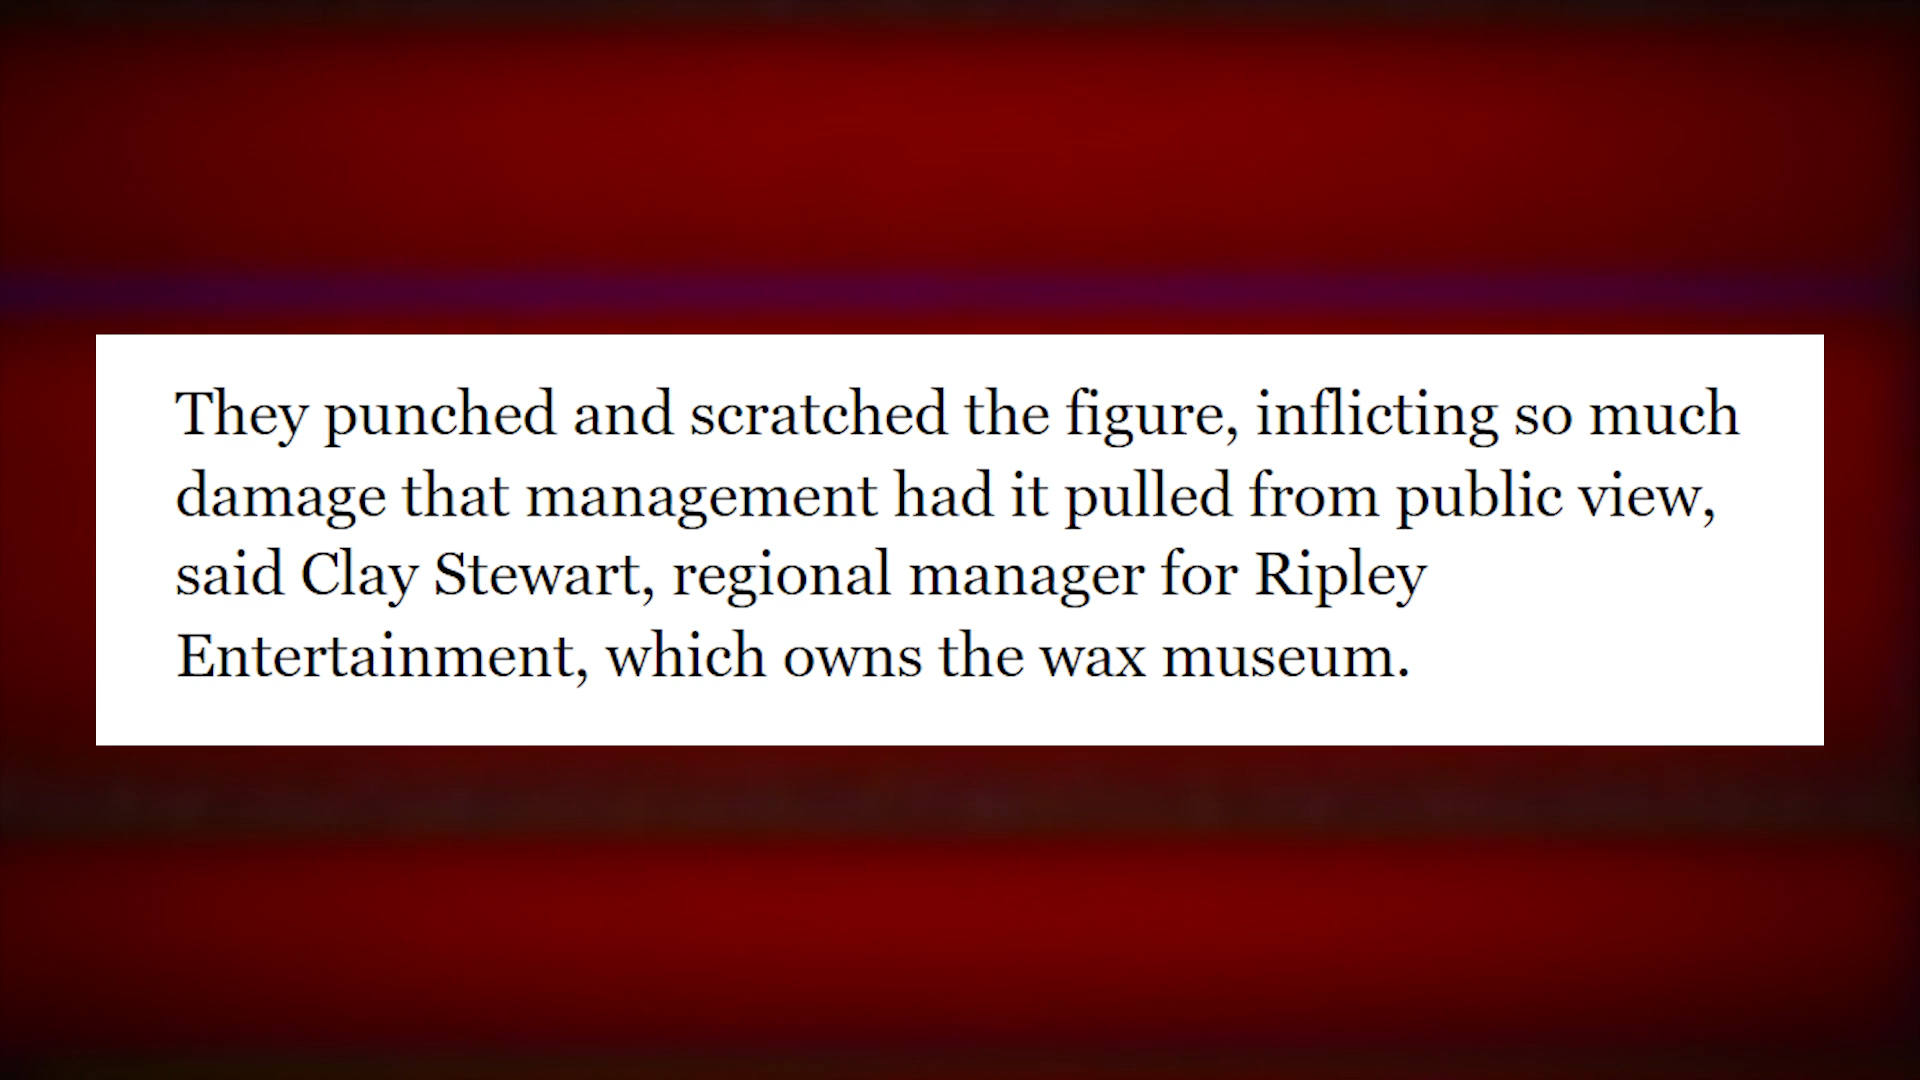 They punched and scratched the figure, inflicting so much
damage that management had it pulled from public view,
said Clay Stewart, regional manager for Ripley
Entertainment, which owns the wax museum.